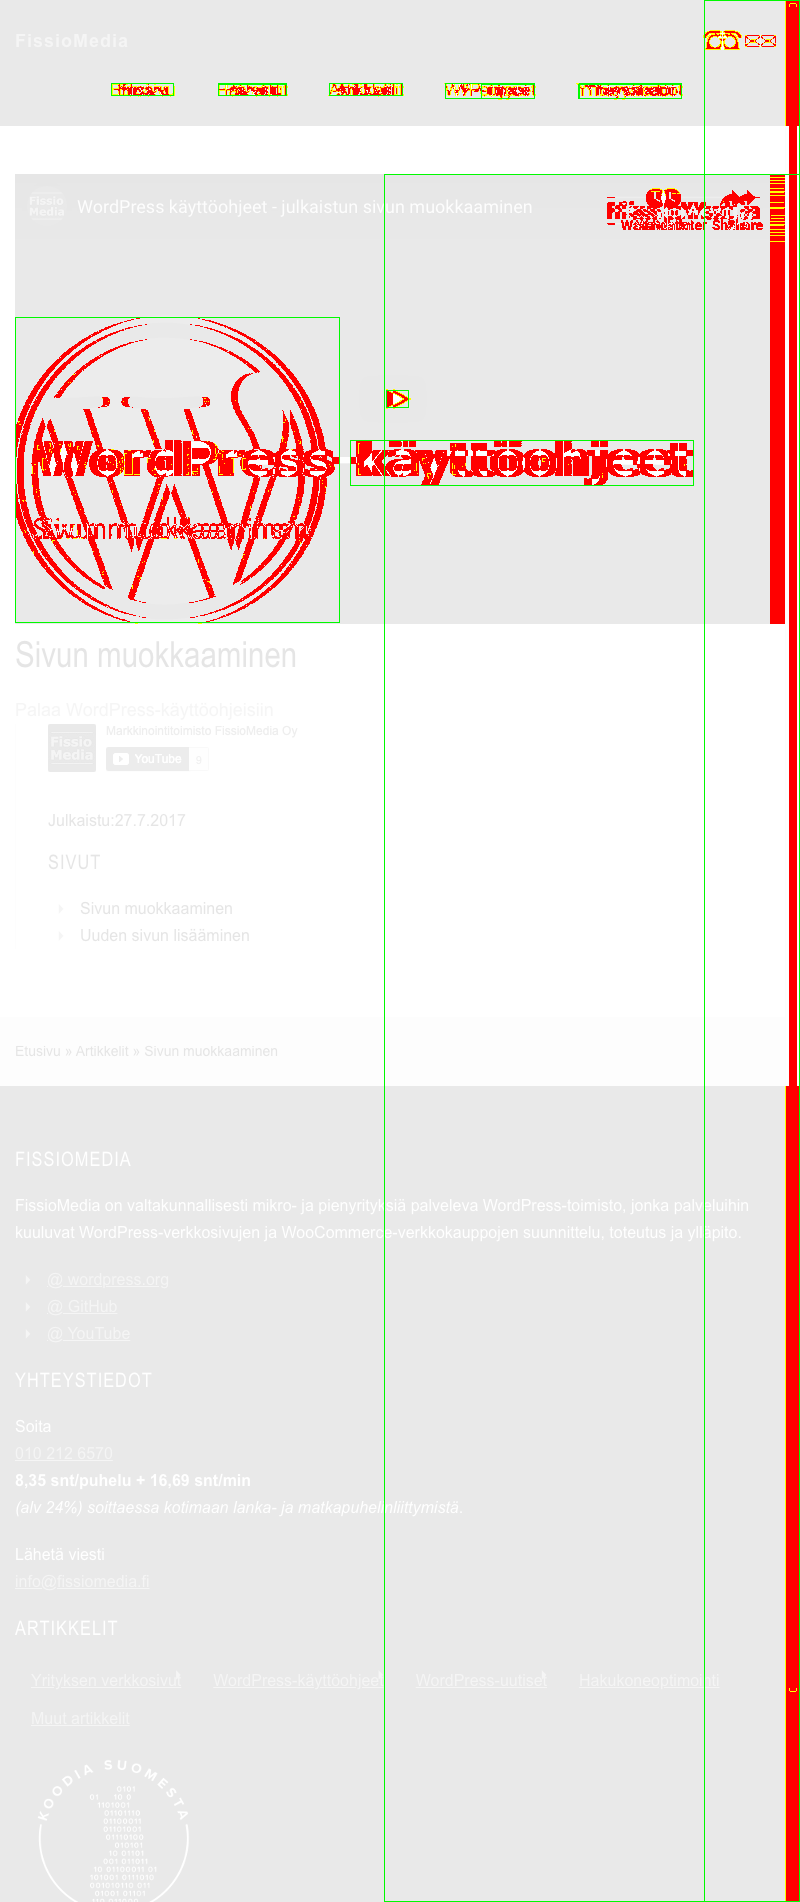 FissioMedia
Fissio
Media
WordPress käyttöohjeet - julkaistun sivun muokkaaminen
WordPress käyttöohjeet
Sivun muokkaaminen
Sivun muokkaaminen
Palaa WordPress-käyttöohjeisiin
Fissio
Media
Markkinointitoimisto FissioMedia Oy
YouTube 9
Julkaistu:27.7.2017
SIVUT
Sivun muokkaaminen
Uuden sivun lisääminen
Etusivu » Artikkelit » Sivun muokkaaminen
FISSIOMEDIA
FissioMedia on valtakunnallisesti mikro- ja pienyrityksiä palveleva WordPress-toimisto, jonka palveluihin
kuuluvat WordPress-verkkosivujen ja WooCommerce-verkkokauppojen suunnittelu, toteutus ja ylläpito.
@ wordpress.org
@ GitHub
@ YouTube
YHTEYSTIEDOT
Soita
010 212 6570
8,35 snt/puhelu + 16,69 snt/min
(alv 24%) soittaessa kotimaan lanka- ja matkapuhelinliittymistä.
Lähetä viesti
info@fissiomedia.fi
ARTIKKELIT
Yrityksen verkkosivut WordPress-käyttöohjeet WordPress-uutiset Hakukoneoptimointi
Muut artikkelit
KOODIA SUOMESTA